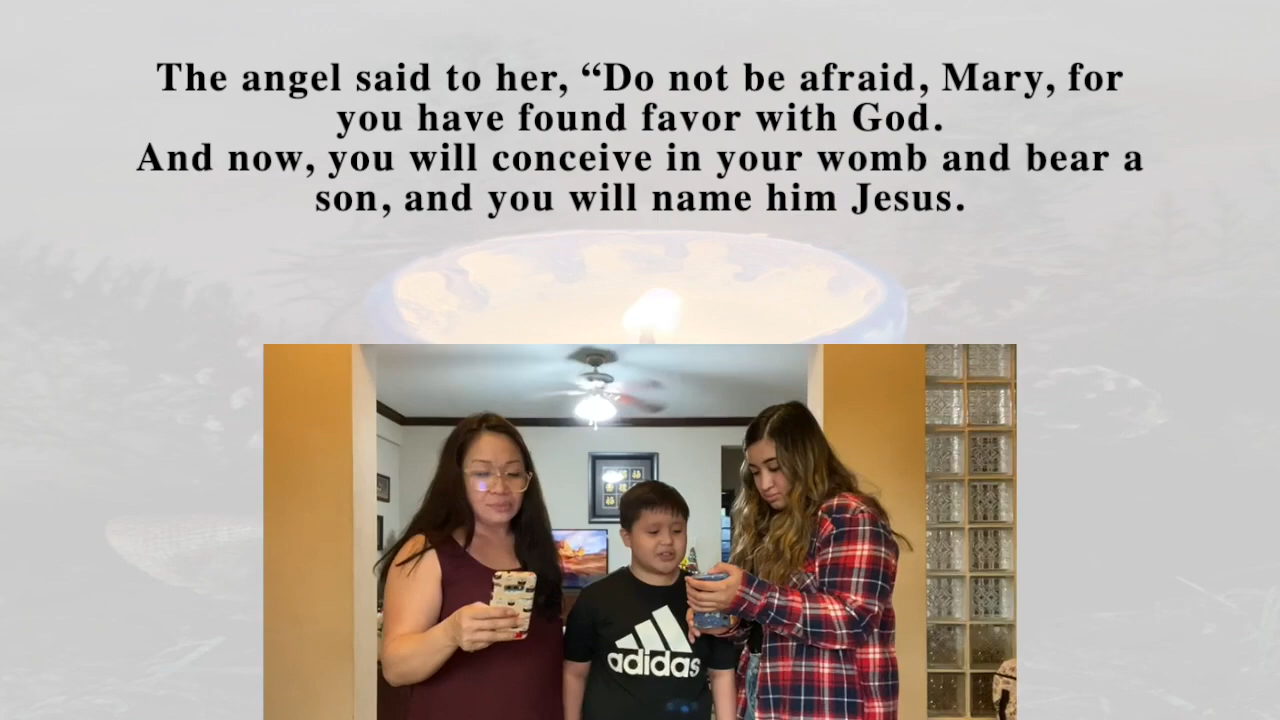 The angel said to her, “Do not be afraid, Mary, for
you have found favor with God.
And now, you will conceive in your womb and bear a
son, and you will name him Jesus.
adidas